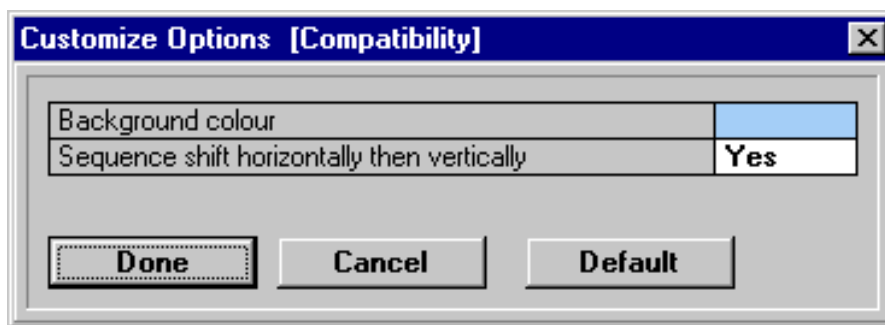 Customize Options [Compatibility]
Background colour
Sequence shift horizontally then vertically Yes
Done Cancel Default